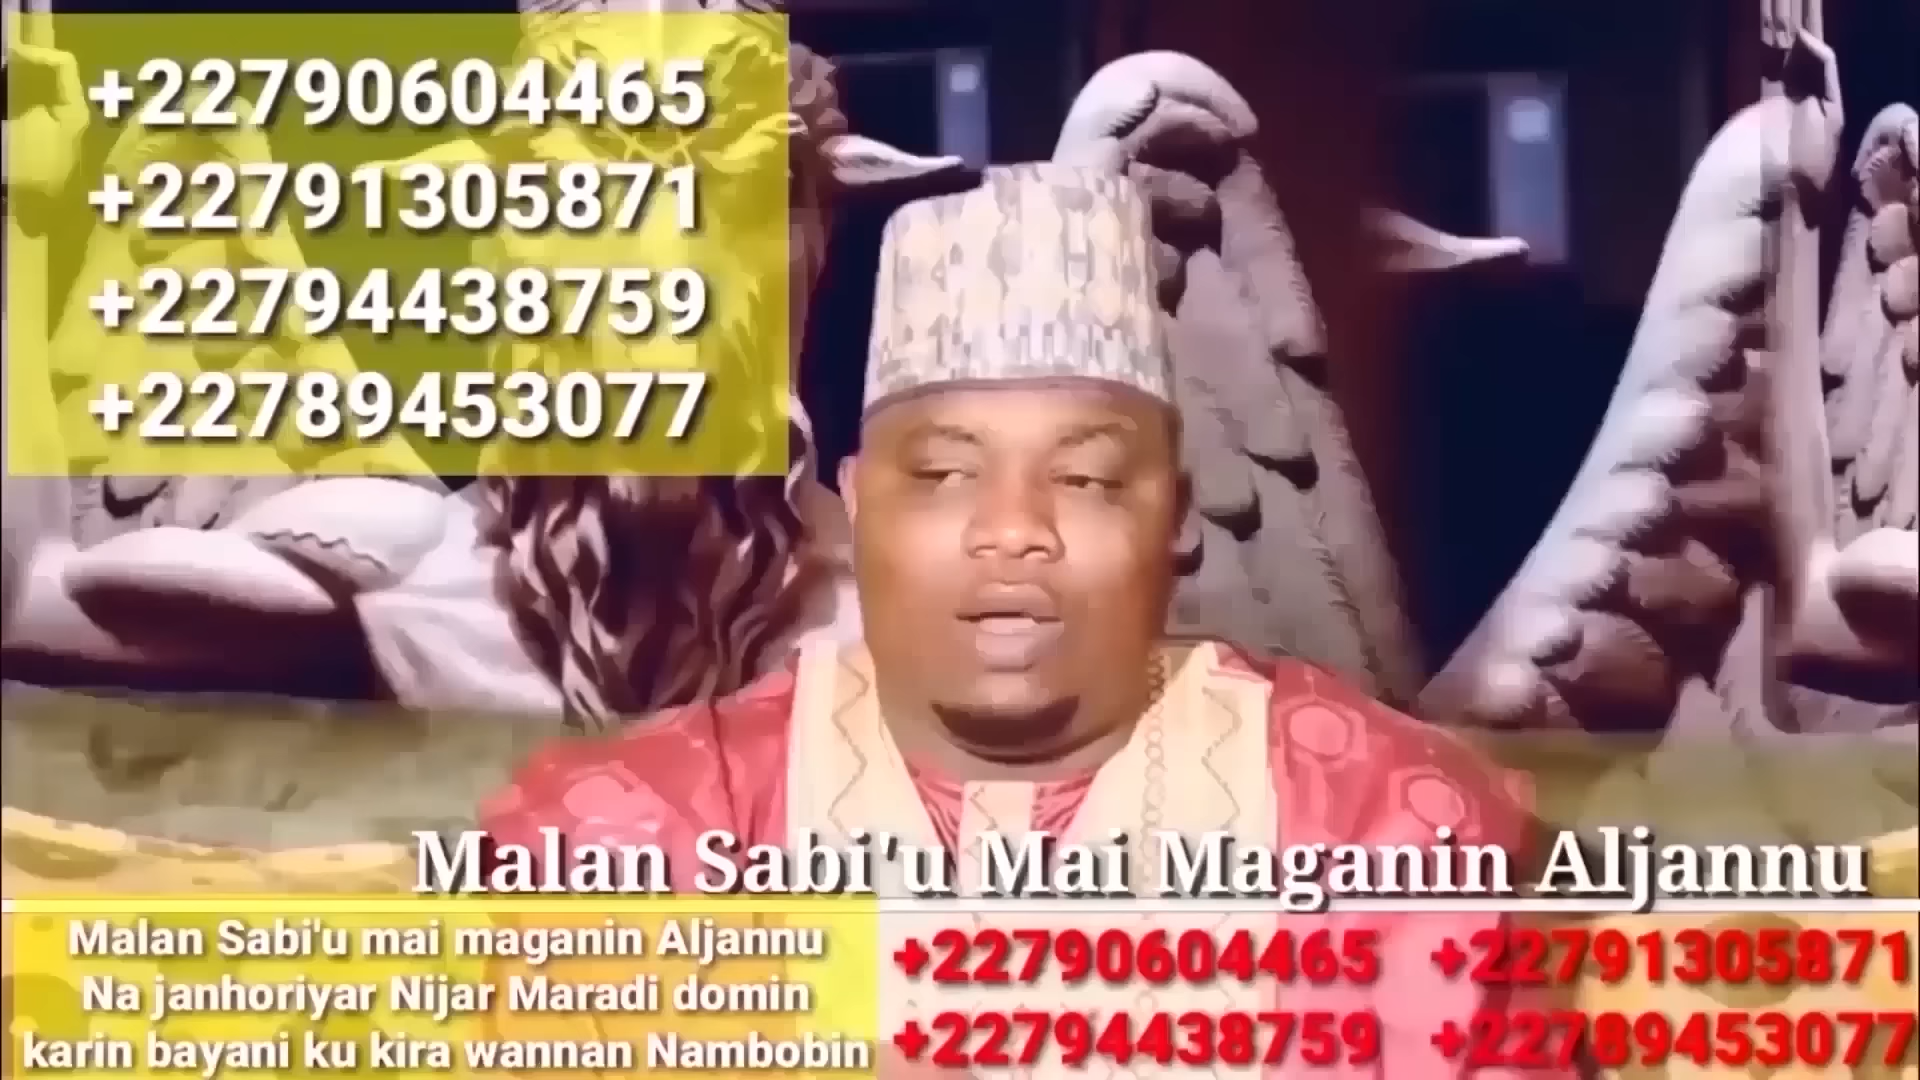 +22790604465
+22791305871
+22794438759
+22789453077
Malan Sabi'u Mai Maganin Aljannu
Malan Sabi'u mai maganin Aljannu
Na janhoriyar Nijar Maradi domin
karin bayani ku kira wannan Nambobin
+22790604465 +22791305871
+22794438759 +22789453077